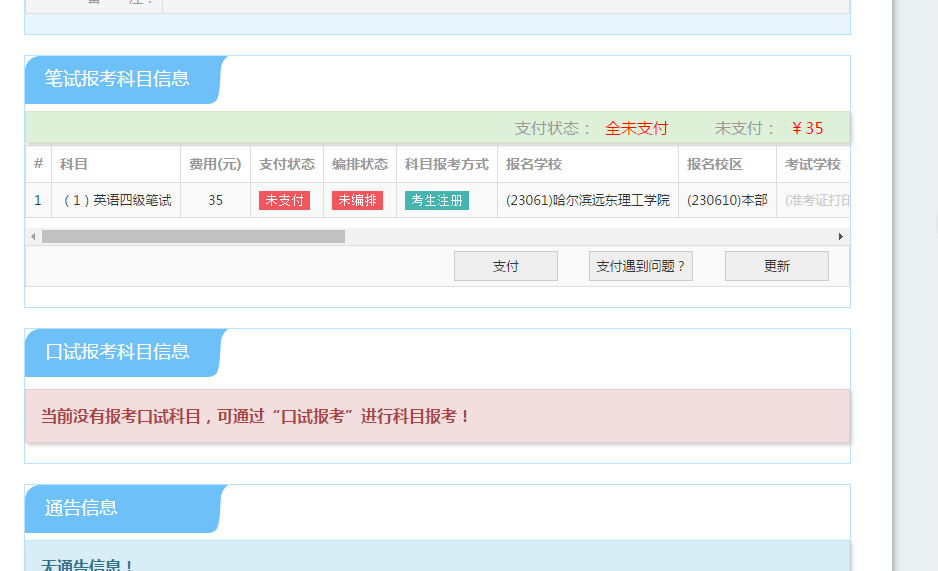 备 注：
笔试报考科目信息
支付状态： 全未支付 未支付： ￥35
# 科目 费用(元) 支付状态 编排状态 科目报考方式 报名学校 报名校区 考试学校
1 （1）英语四级笔试 35 未支付 未编排 考生注册 (23061)哈尔滨远东理工学院 (230610)本部 (准考证打印
支付 支付遇到问题？ 更新
口试报考科目信息
当前没有报考口试科目，可通过“口试报考”进行科目报考！
通告信息
无通告信息！